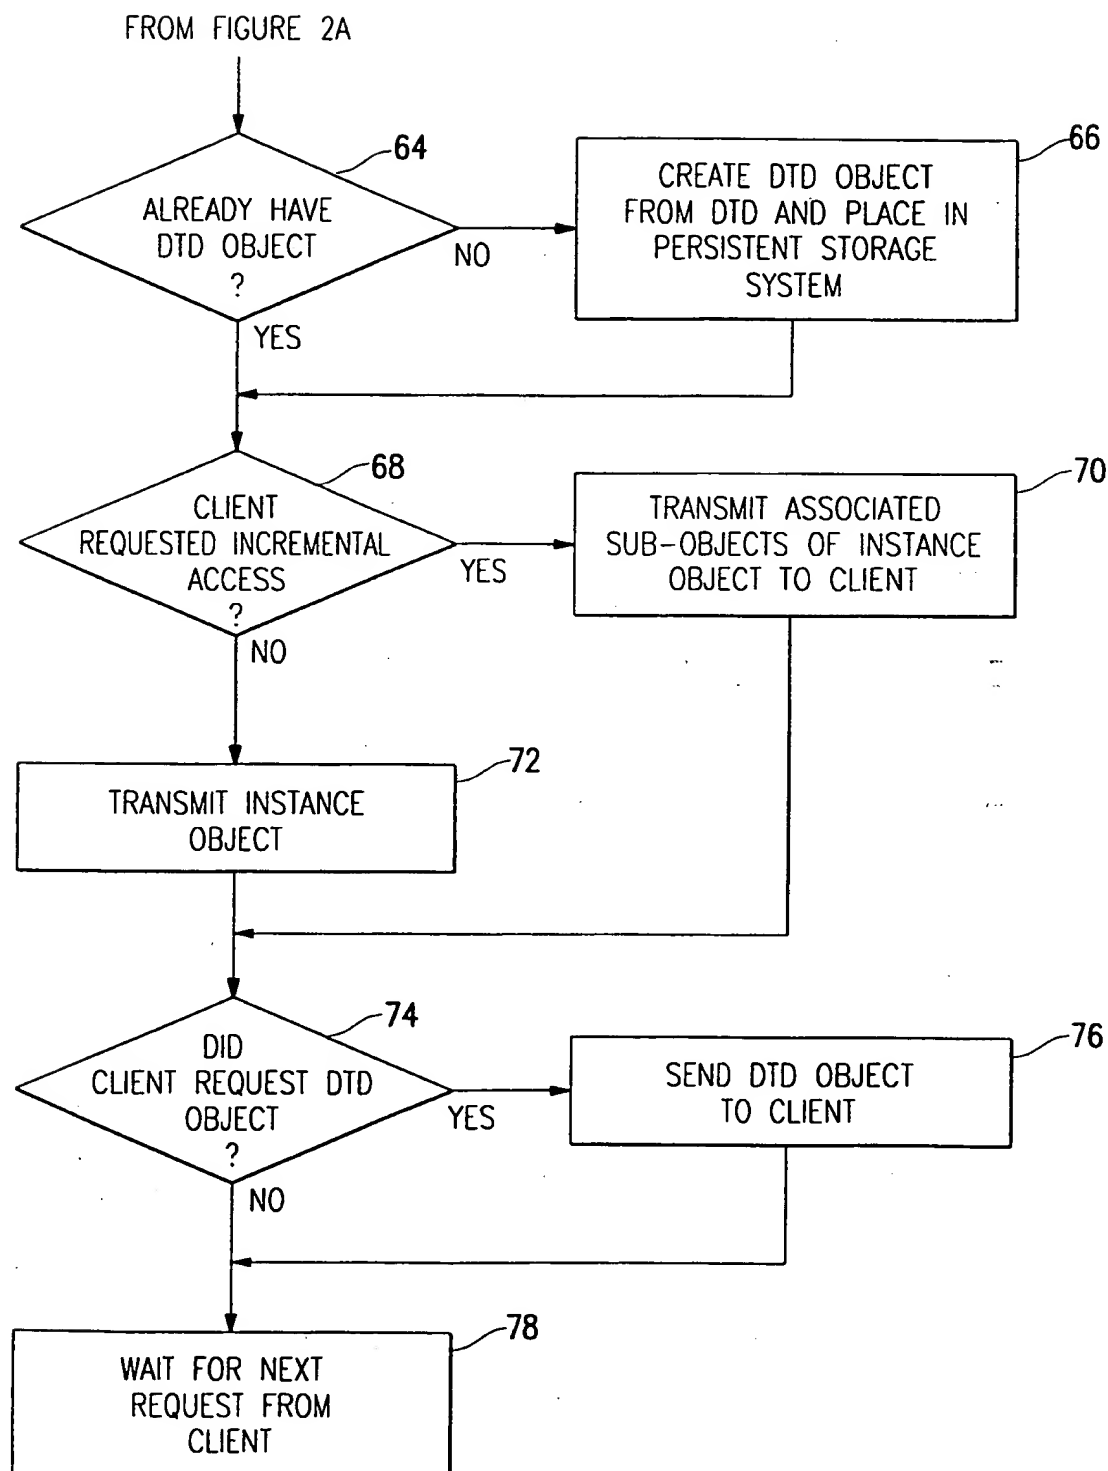 FROM FIGURE 2A
64
ALREADY HAVE
DTD OBJECT
?
NO
YES
66
CREATE DTD OBJECT
FROM DTD AND PLACE IN
PERSISTENT STORAGE
SYSTEM
68
CLIENT
REQUESTED INCREMENTAL
ACCESS
?
YES
NO
70
TRANSMIT ASSOCIATED
SUB-OBJECTS OF INSTANCE
OBJECT TO CLIENT
72
TRANSMIT INSTANCE
OBJECT
74
DID
CLIENT REQUEST DTD
OBJECT
?
YES
NO
76
SEND DTD OBJECT
TO CLIENT
78
WAIT FOR NEXT
REQUEST FROM
CLIENT